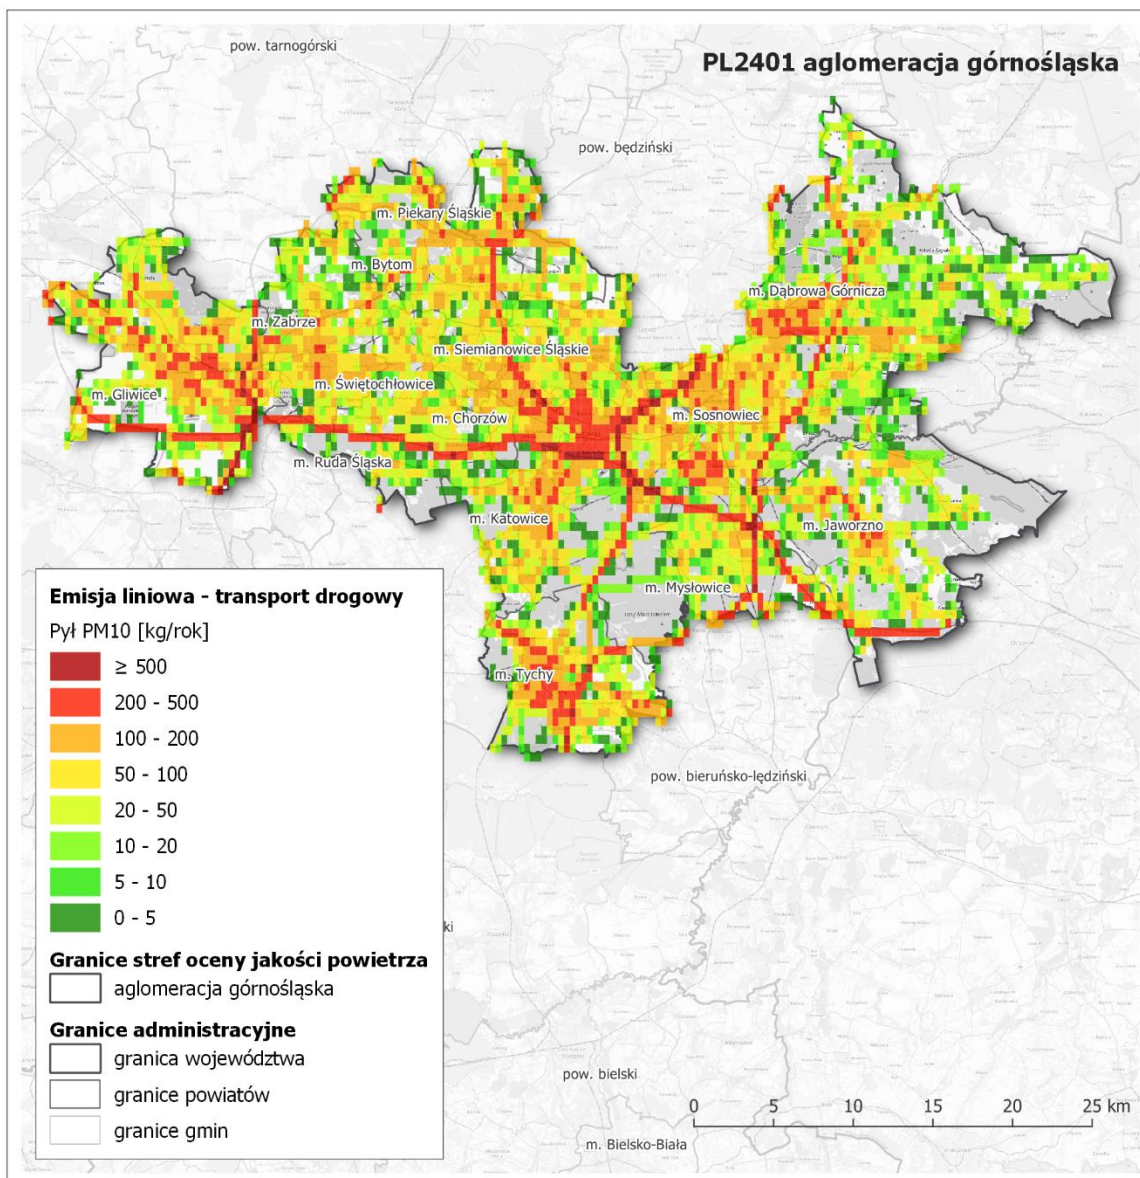 pow. tarnogórski
PL2401 aglomeracja górnośląska
pow. będziński
m. Piekary Śląskie
m. Bytom
m. Dąbrowa Górnicza
m. Zabrze
m. Siemianowice Śląskie
m. Świętochłowice
m. Gliwice
m. Chorzów
m. Sosnowiec
m. Ruda Śląska
m. Katowice
m. Jaworzno
m. Mysłowice
m. Tychy
pow. bieruńsko-lędziński
Emisja liniowa - transport drogowy
Pył PM10 [kg/rok]
≥ 500
200 - 500
100 - 200
50 - 100
20 - 50
10 - 20
5 - 10
0 - 5
ki
Granice stref oceny jakości powietrza
aglomeracja górnośląska
Granice administracyjne
granica województwa
granice powiatów
granice gmin
pow. bielski
0 5 10 15 20 25 km
m. Bielsko-Biała